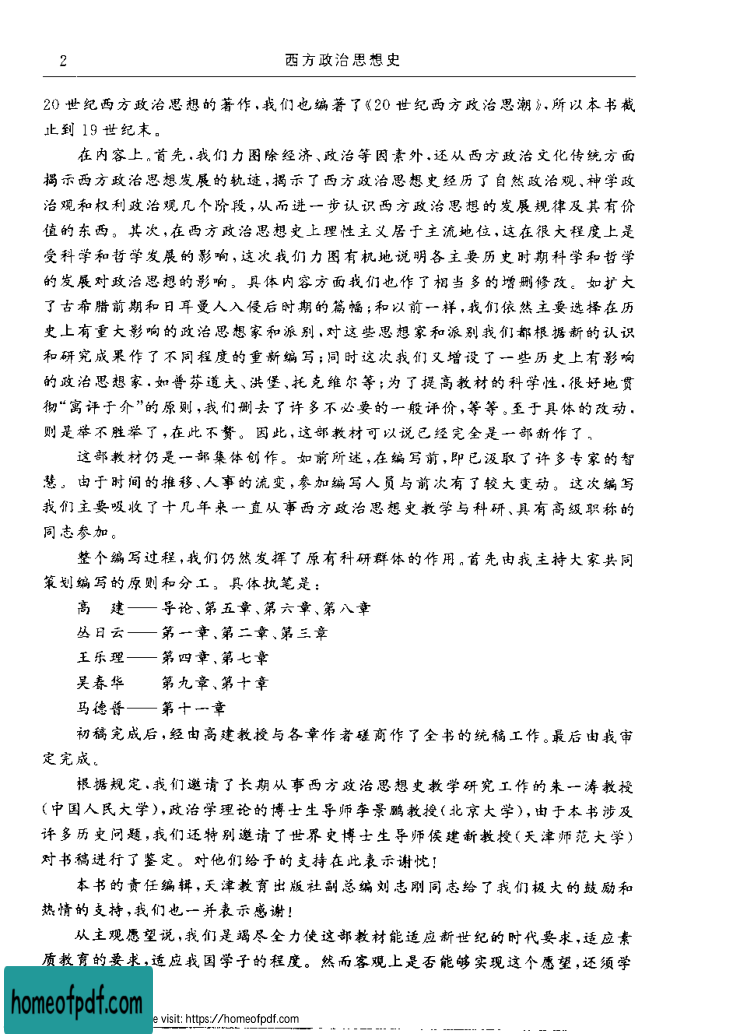 2
西方政治思想史
20 世纪西方政治思想的著作,我们也编著了《20 世纪西方政治思潮》,所以本书截
止到 19 世纪末。
在内容上。首先,我们力图除经济、政治等因素外,还从西方政治文化传统方面
揭示西方政治思想发展的轨迹,揭示了西方政治思想史经历了自然政治观、神学政
治观和权利政治观几个阶段,从而进一步认识西方政治思想的发展规律及其有价
值的东西。其次,在西方政治思想史上理性主义居于主流地位,这在很大程度上是
受科学和哲学发展的影响,这次我们力图有机地说明各主要历史时期科学和哲学
的发展对政治思想的影响。具体内容方面我们也作了相当多的增删修改。如扩大
了古希腊前期和日耳曼人入侵后时期的篇幅;和以前一样,我们依然主要选择在历
史上有重大影响的政治思想家和派别,对这些思想家和派别我们都根据新的认识
和研究成果作了不同程度的重新编写;同时这次我们又增设了一些历史上有影响
的政治思想家,如普芬道夫、洪堡、托克维尔等;为了提高教材的科学性,很好地贯
彻“寓评于介”的原则,我们删去了许多不必要的一般评价,等等。至于具体的改动,
则是举不胜举了,在此不赘。因此,这部教材可以说已经完全是一部新作了。
这部教材仍是一部集体创作。如前所述,在编写前,即已汲取了许多专家的智
慧。由于时间的推移、人事的流变,参加编写人员与前次有了较大变动。这次编写
我们主要吸收了十几年来一直从事西方政治思想史教学与科研、具有高级职称的
同志参加。
整个编写过程,我们仍然发挥了原有科研群体的作用。首先由我主持大家共同
策划编写的原则和分工。具体执笔是:
高　建——导论、第五章、第六章、第八章
丛日云——第一章、第二章、第三章
王乐理——第四章、第七章
吴春华　　第九章、第十章
马德普——第十一章
初稿完成后,经由高建教授与各章作者磋商作了全书的统稿工作。最后由我审
定完成。
根据规定,我们邀请了长期从事西方政治思想史教学研究工作的朱一涛教授
(中国人民大学),政治学理论的博士生导师李景鹏教授(北京大学),由于本书涉及
许多历史问题,我们还特别邀请了世界史博士生导师侯建新教授(天津师范大学)
对书稿进行了鉴定。对他们给予的支持在此表示谢忱!
本书的责任编辑,天津教育出版社副总编刘志刚同志给了我们极大的鼓励和
热情的支持,我们也一并表示感谢!
从主观愿望说,我们是竭尽全力使这部教材能适应新世纪的时代要求,适应素
质教育的要求,适应我国学子的程度。然而客观上是否能够实现这个愿望,还须学
homeofpdf.com
e visit: https://homeofpdf.com